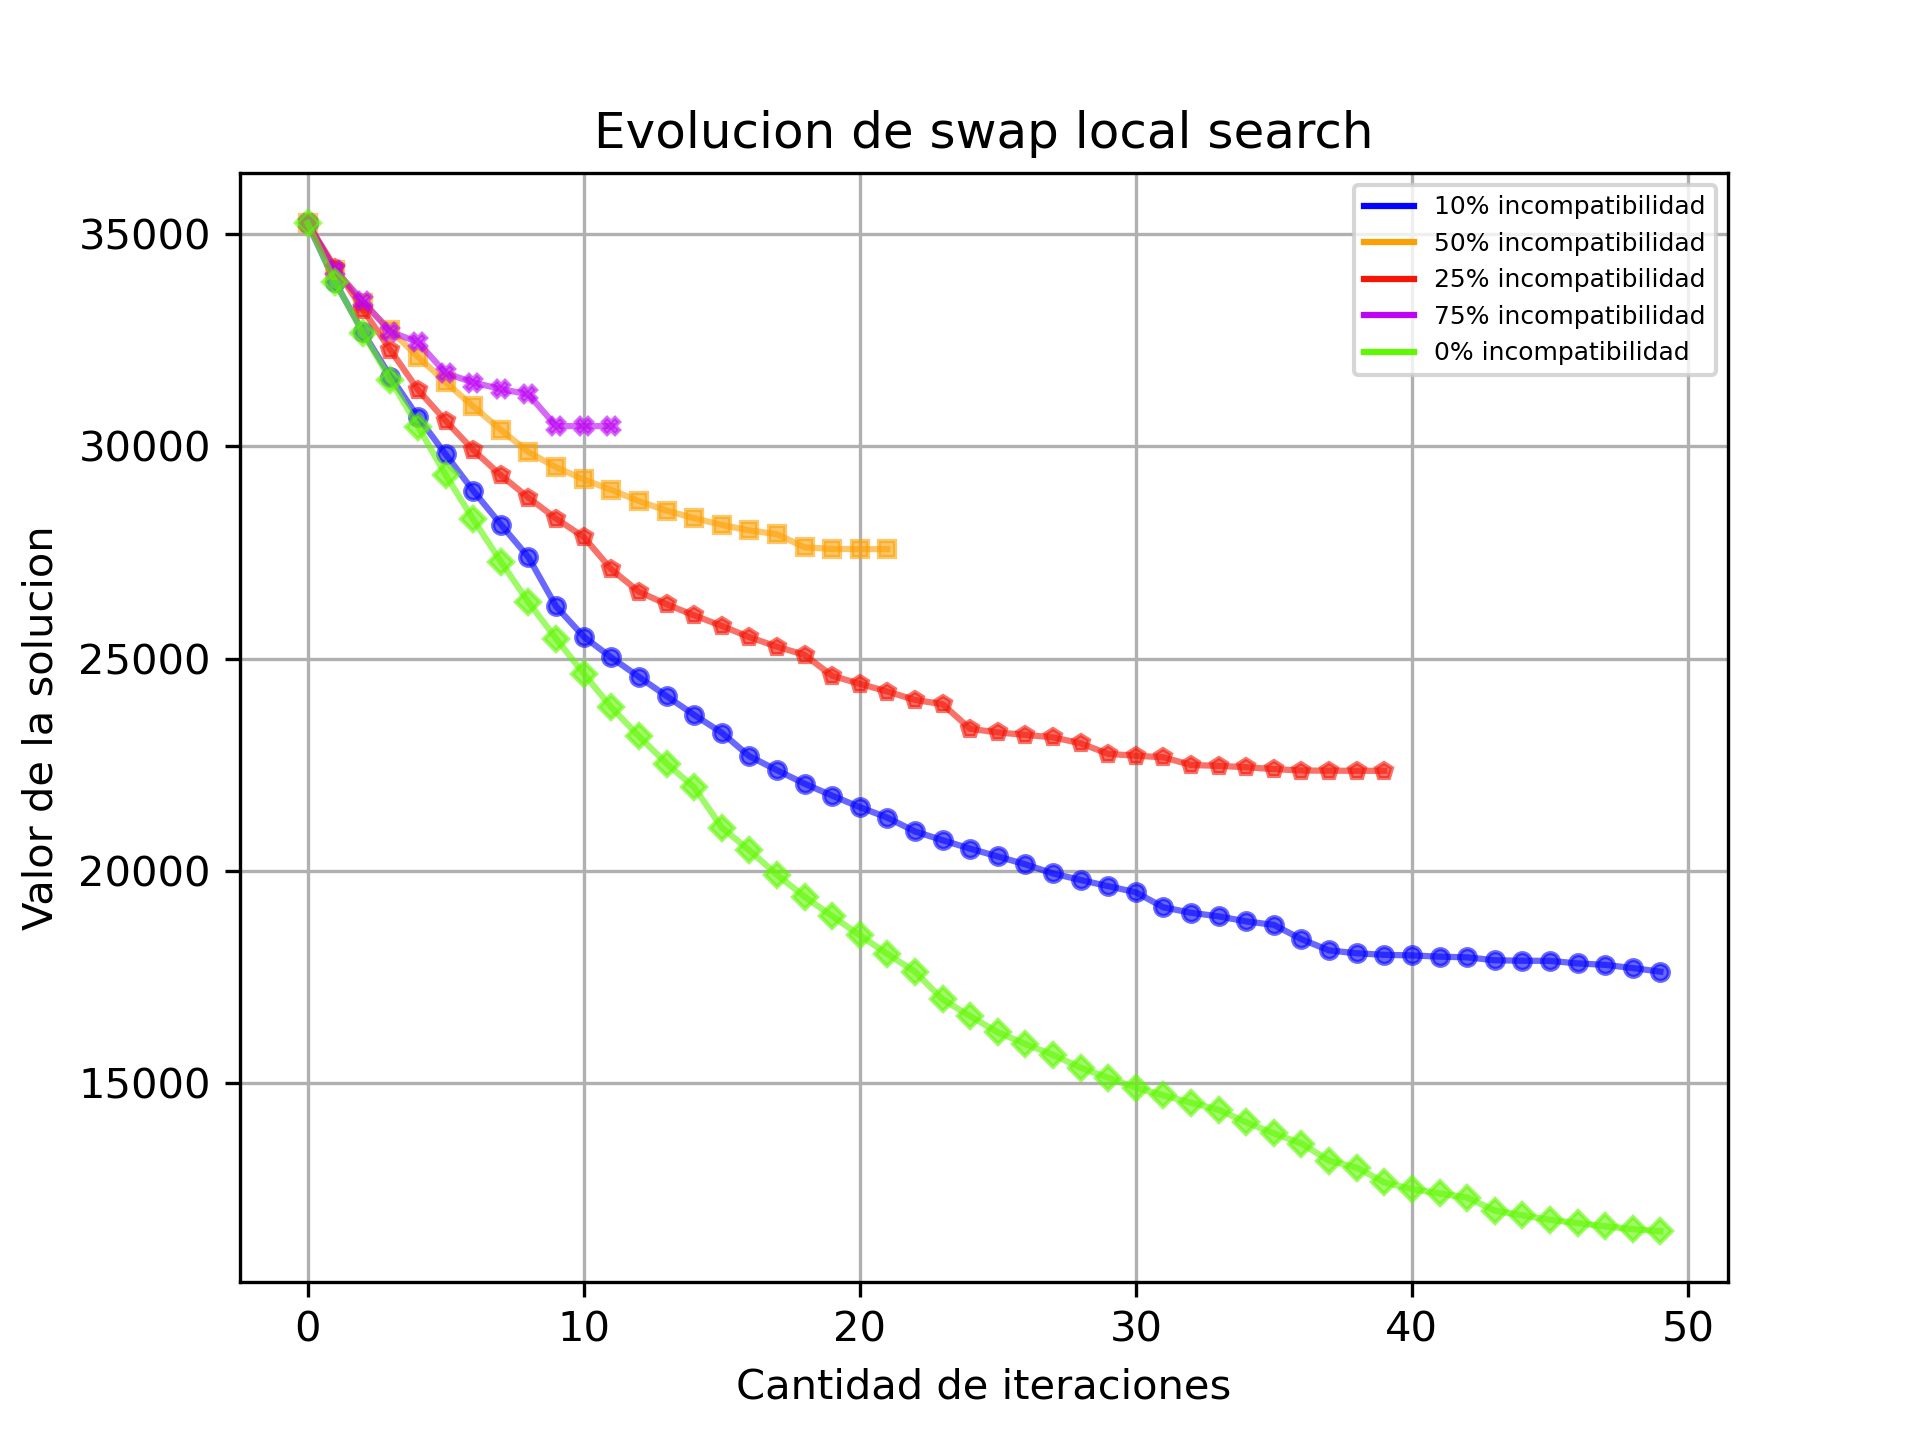 Evolucion de swap local search
10% incompatibilidad
50% incompatibilidad
25% incompatibilidad
75% incompatibilidad
0% incompatibilidad
Valor de la solucion
35000
30000
25000
20000
15000
0 10 20 30 40 50
Cantidad de iteraciones